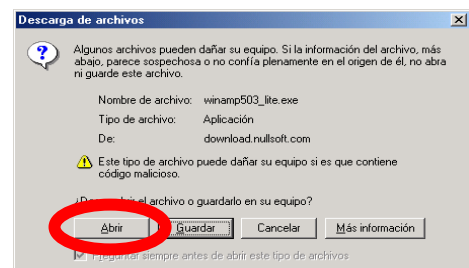 Descarga de archivos
Algunos archivos pueden dañar su equipo. Si la información del archivo, más
abajo, parece sospechosa o no confía plenamente en el origen de él, no abra
ni guarde este archivo.
Nombre de archivo: winamp503_lite.exe
Tipo de archivo: Aplicación
De: download.nullsoft.com
Este tipo de archivo puede dañar su equipo si es que contiene
código malicioso.
el archivo o guardarlo en su equipo?
Abrir Guardar Cancelar Más información
siempre antes de abrir este tipo de archivos